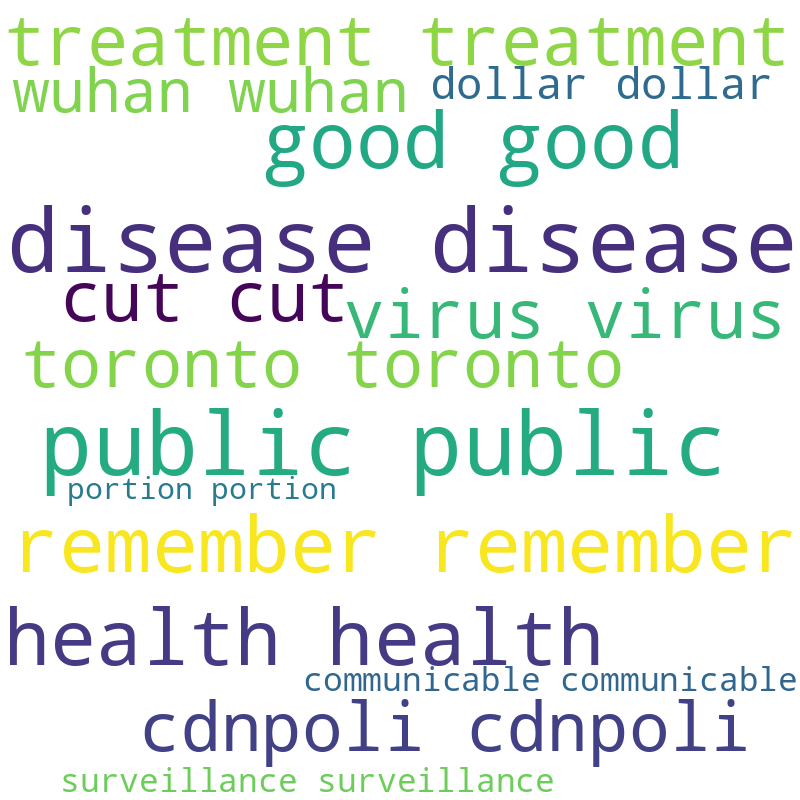 treatment treatment
wuhan wuhan
dollar dollar
good good
disease disease
cut cut
virus virus
toronto toronto
public public
portion portion
remember remember
health health
communicable communicable
cdnpoli cdnpoli
surveillance surveillance